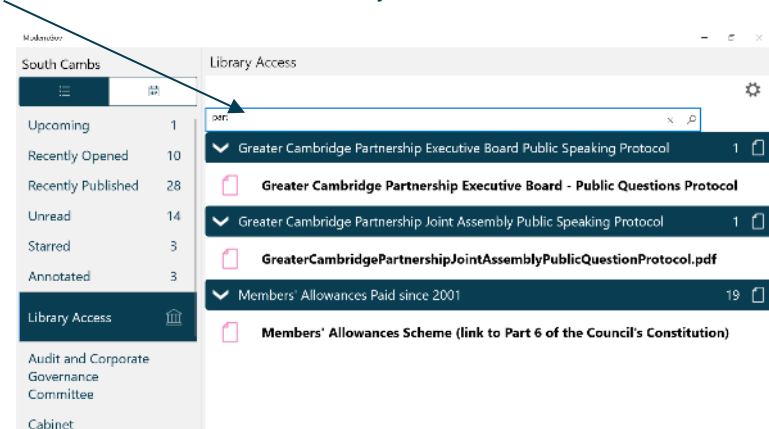 Modern.Gov
South Cambs
Library Access
part
Upcoming 1
Recently Opened 10
Recently Published 28
Unread 14
Starred 3
Annotated 3
Library Access
Audit and Corporate
Governance
Committee
Cabinet
Greater Cambridge Partnership Executive Board Public Speaking Protocol 1
Greater Cambridge Partnership Executive Board - Public Questions Protocol
Greater Cambridge Partnership Joint Assembly Public Speaking Protocol 1
GreaterCambridgePartnershipJointAssemblyPublicQuestionProtocol.pdf
Members' Allowances Paid since 2001 19
Members' Allowances Scheme (link to Part 6 of the Council's Constitution)